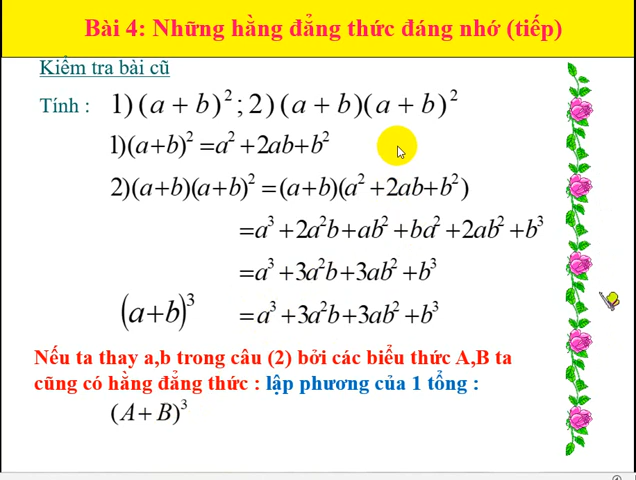 Bài 4: Những hằng đẳng thức đáng nhớ (tiếp)
Kiểm tra bài cũ
Tính : 1)(a + b)²;2)(a + b)(a + b)²
1)(a+b)² =a² +2ab+b²
2)(a+b)(a+b)² =(a+b)(a² +2ab+b²)
=a³ +2a²b+ab² +ba² +2ab² +b³
=a³ +3a²b+3ab² +b³
(a+b)³ =a³ +3a²b+3ab² +b³
Nếu ta thay a,b trong câu (2) bởi các biểu thức A,B ta
cũng có hằng đẳng thức : lập phương của 1 tổng :
(A+B)³